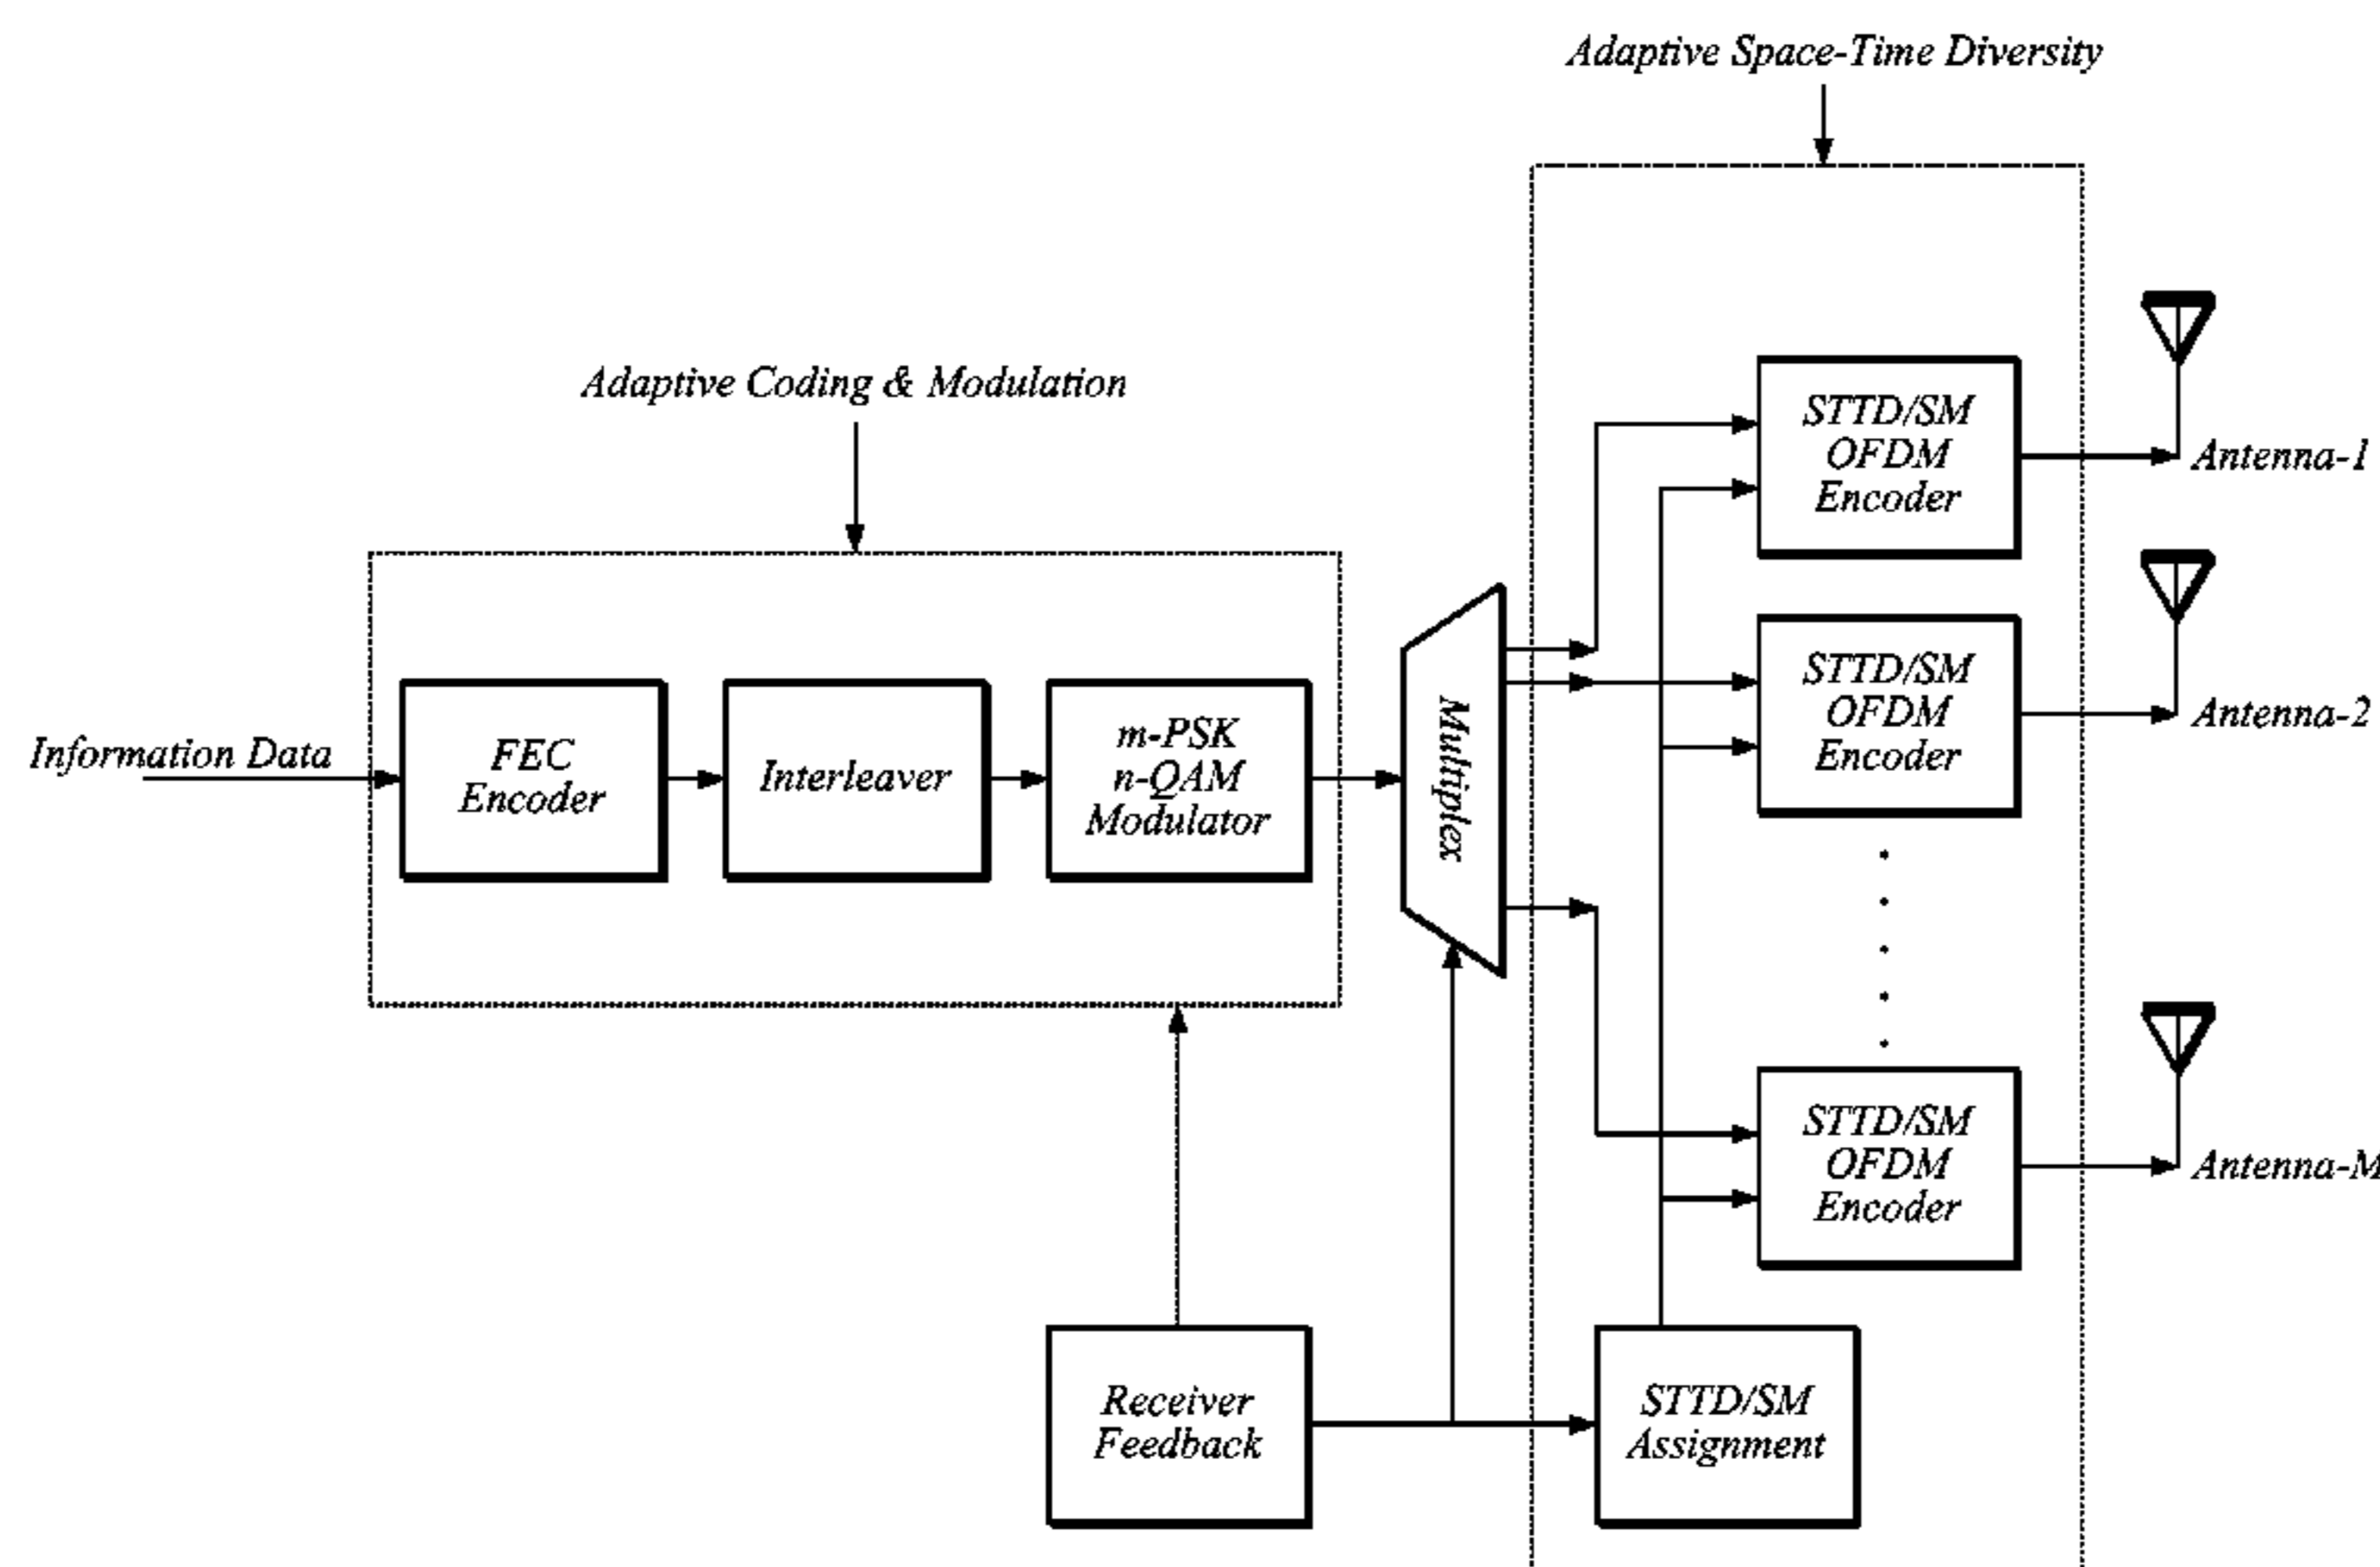 Adaptive Space-Time Diversity
Adaptive Coding & Modulation
Information Data
FEC
Encoder
Interleaver
m-PSK
n-QAM
Modulator
Multiplex
STTD/SM
OFDM
Encoder
Antenna-1
STTD/SM
OFDM
Encoder
Antenna-2
STTD/SM
OFDM
Encoder
Antenna-M
Receiver
Feedback
STTD/SM
Assignment